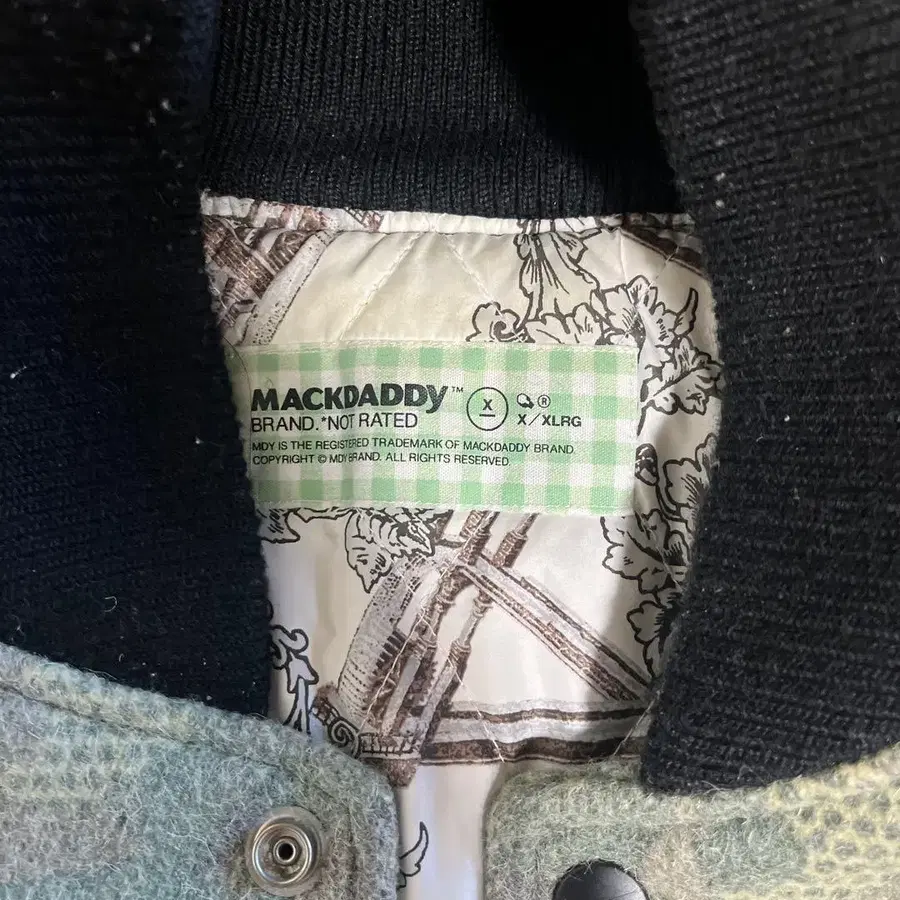 MACKDADDY™
BRAND.*NOT RATED
X
®
X/XLRG
MDY IS THE REGISTERED TRADEMARK OF MACKDADDY BRAND.
COPYRIGHT © MDY BRAND. ALL RIGHTS RESERVED.